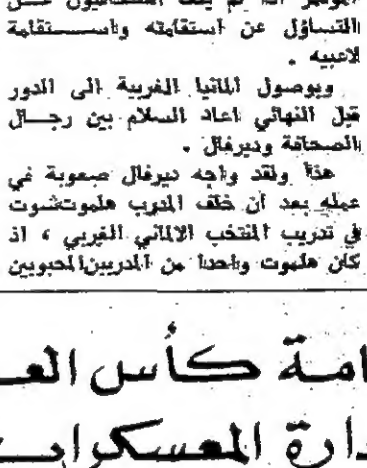 التساؤل عن استقامته واستقامة
لاعبيه .
وبوصول المانيا الغربية الى الدور
قبل النهائي اعاد السلام بين رجال
الصحافة وديرفال .
هذا ولقد واجه ديرفال صعوبة في
عمله بعد أن خلف المدرب هلموتشوت
في تدريب المنتخب الالماني الغربي ، اذ
كان هلموت واحدا من المدربين المحبوبين
امة كأس العـ
دارة المعسكرات